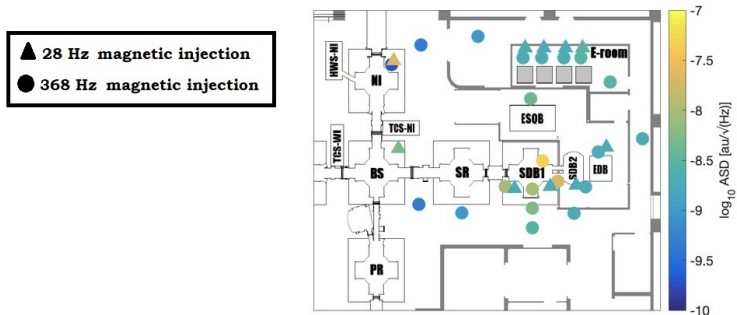 28 Hz magnetic injection
368 Hz magnetic injection
HWS-NI
NI
TCS-WI
TCS-NI
BS
SR
SDB1
SDB2
EDB
ESQB
E-room
PR
-7
-7.5
-8
-8.5
-9
-9.5
-10
log10 ASD [au/√(Hz)]